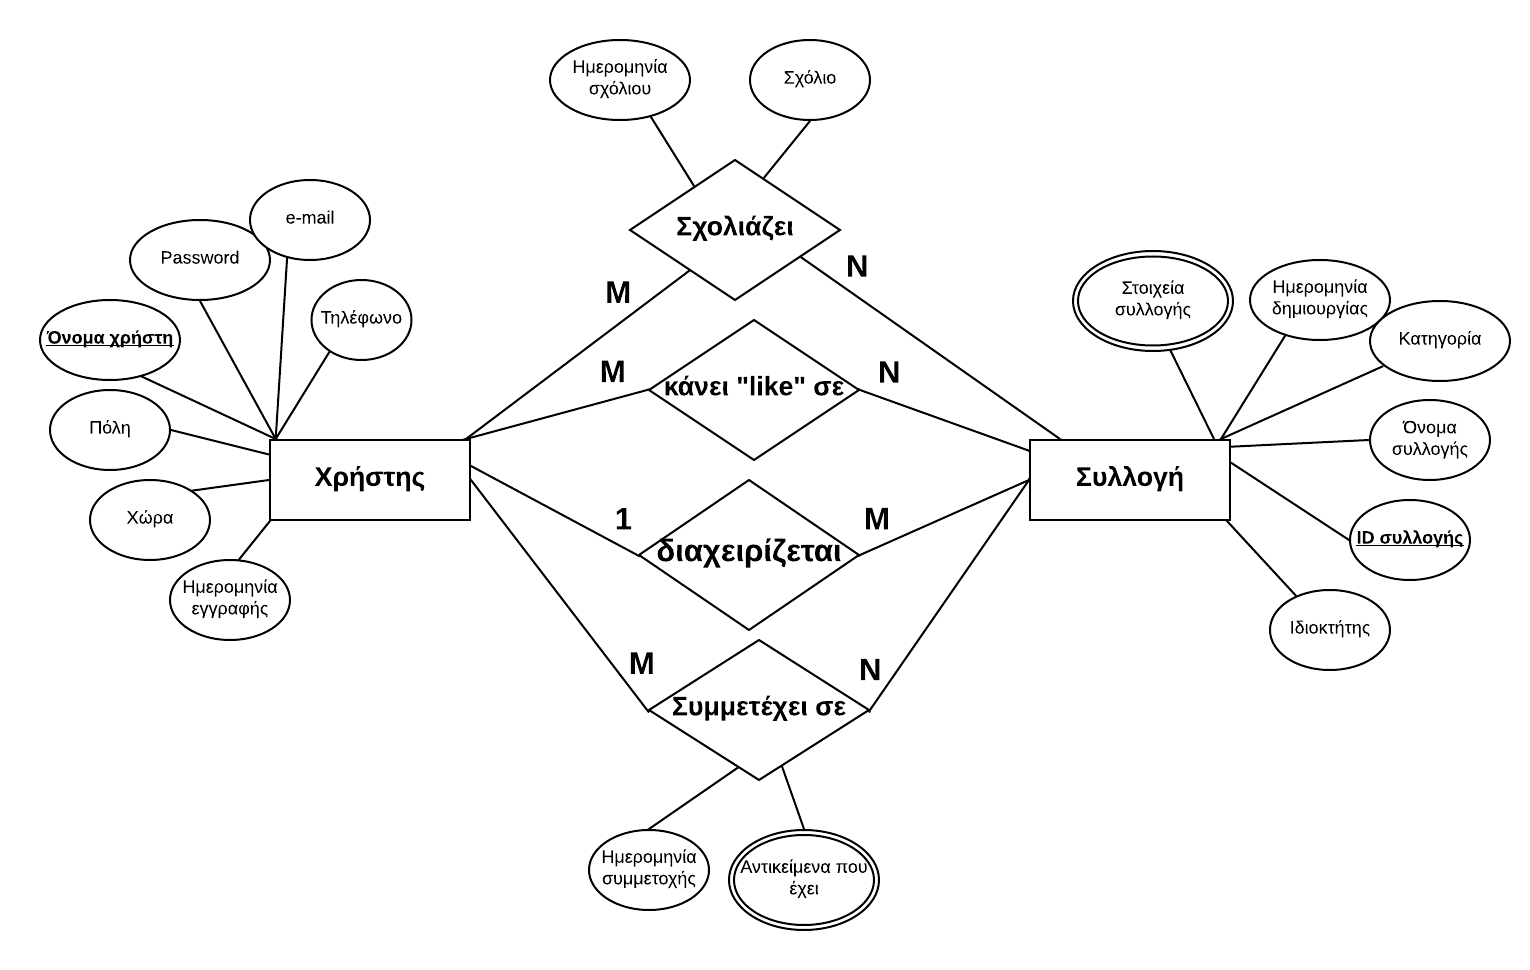 Ημερομηνία
σχόλιου
Σχόλιο
Σχολιάζει
e-mail
Password
Τηλέφωνο
Όνομα χρήστη
Πόλη
Χώρα
Ημερομηνία
εγγραφής
Χρήστης
M
N
M
κάνει "like" σε
N
1
διαχειρίζεται
M
M
Συμμετέχει σε
N
Ημερομηνία
συμμετοχής
Αντικείμενα που
έχει
Στοιχεία
συλλογής
Ημερομηνία
δημιουργίας
Κατηγορία
Όνομα
συλλογής
Συλλογή
ID συλλογής
Ιδιοκτήτης